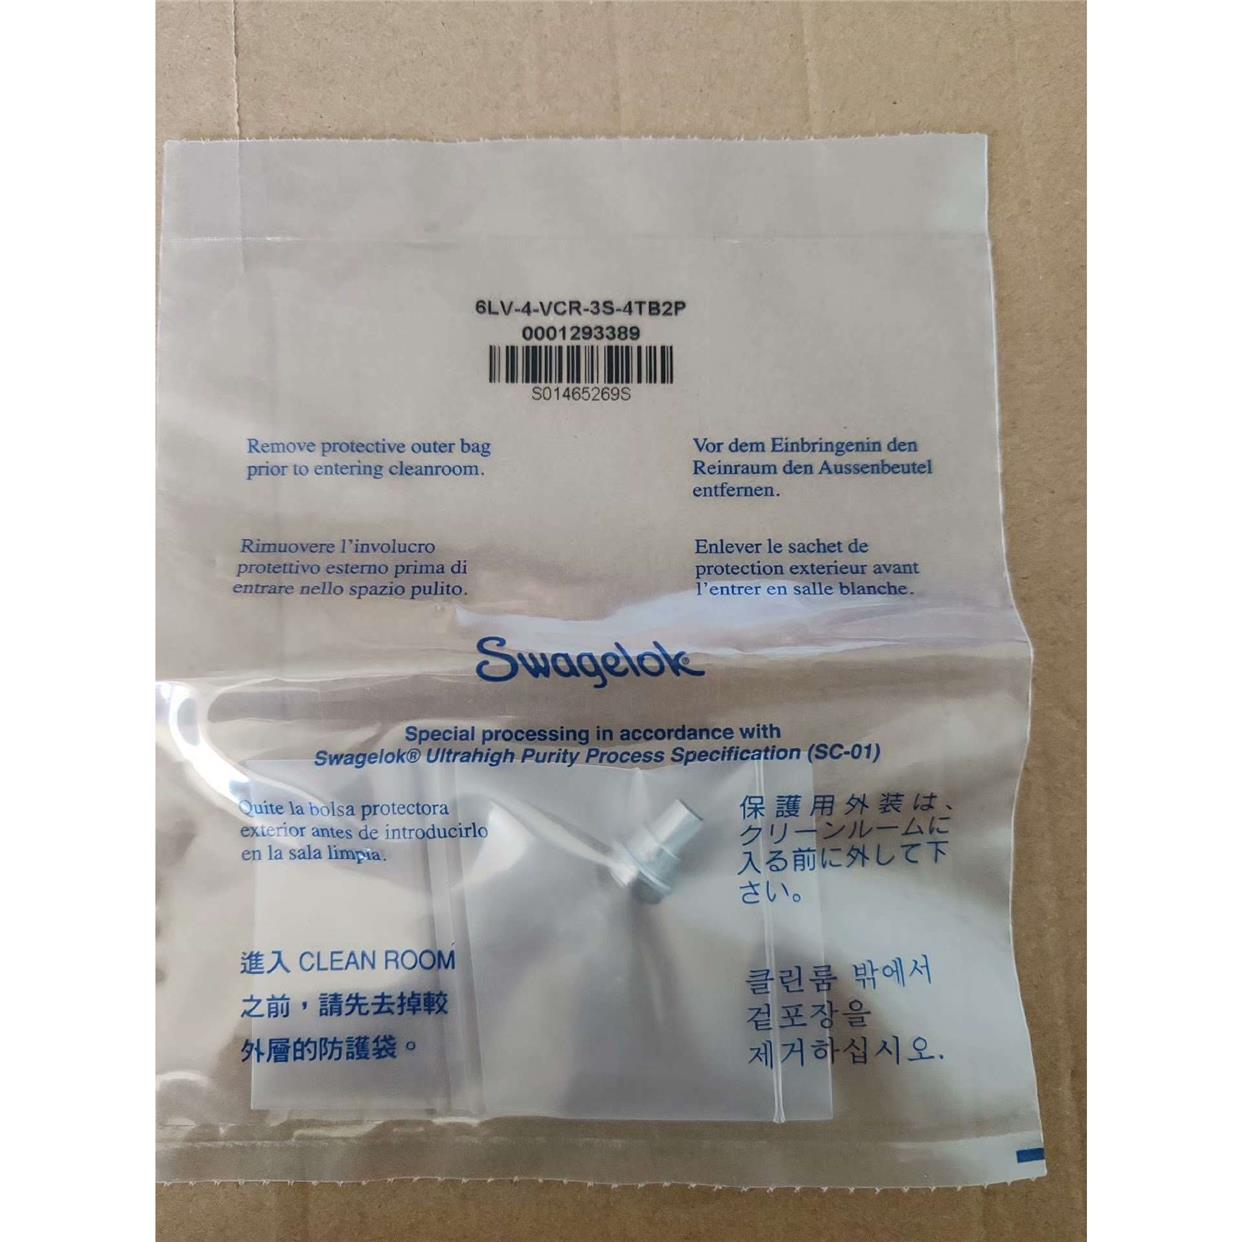 6LV-4-VCR-3S-4TB2P
0001293389
S01465269S
Remove protective outer bag
prior to entering cleanroom.
Vor dem Einbringenin den
Reinraum den Aussenbeutel
entfernen.
Rimuovere l'involucro
protettivo esterno prima di
entrare nello spazio pulito.
Enlever le sachet de
protection exterieur avant
l'entrer en salle blanche.
Swagelok®
Special processing in accordance with
Swagelok® Ultrahigh Purity Process Specification (SC-01)
Quite la bolsa protectora
exterior antes de introducirlo
en la sala limpia.
保護用外装は、
クリーンルームに
入る前に外して下
さい。
進入 CLEAN ROOM
之前，請先去掉較
外層的防護袋。
클린룸 밖에서
겉포장을
제거하십시오.